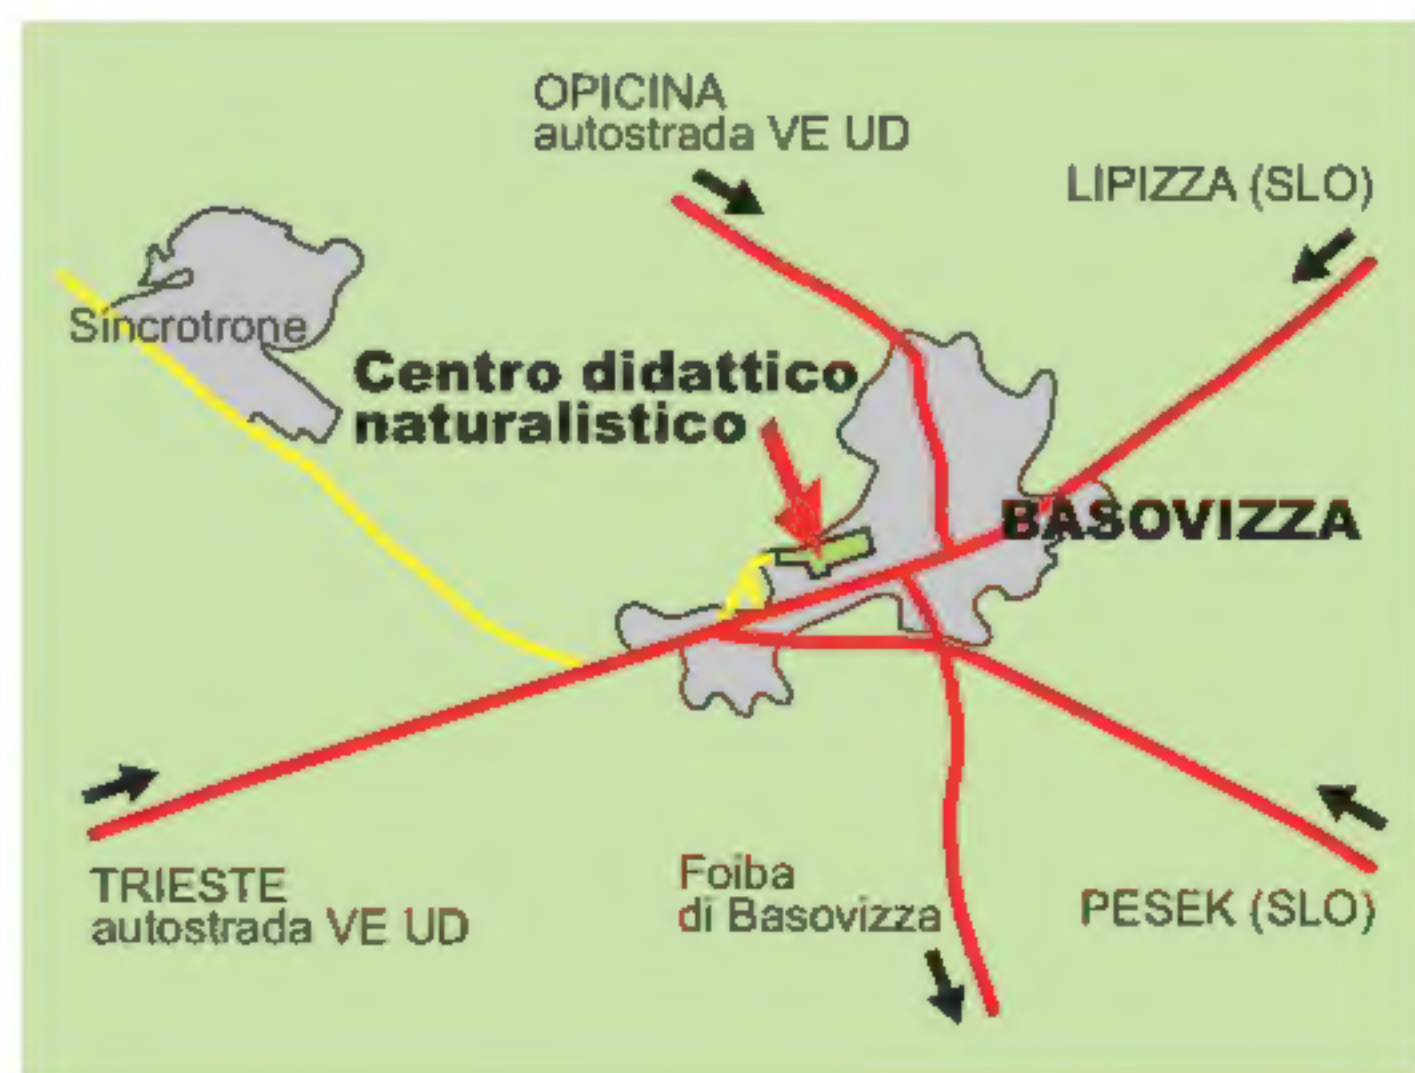 OPICINA
autostrada VE UD
LIPIZZA (SLO)
Sincrotrone
Centro didattico
naturalistico
BASOVIZZA
TRIESTE
autostrada VE UD
Foiba
di Basovizza
PESEK (SLO)